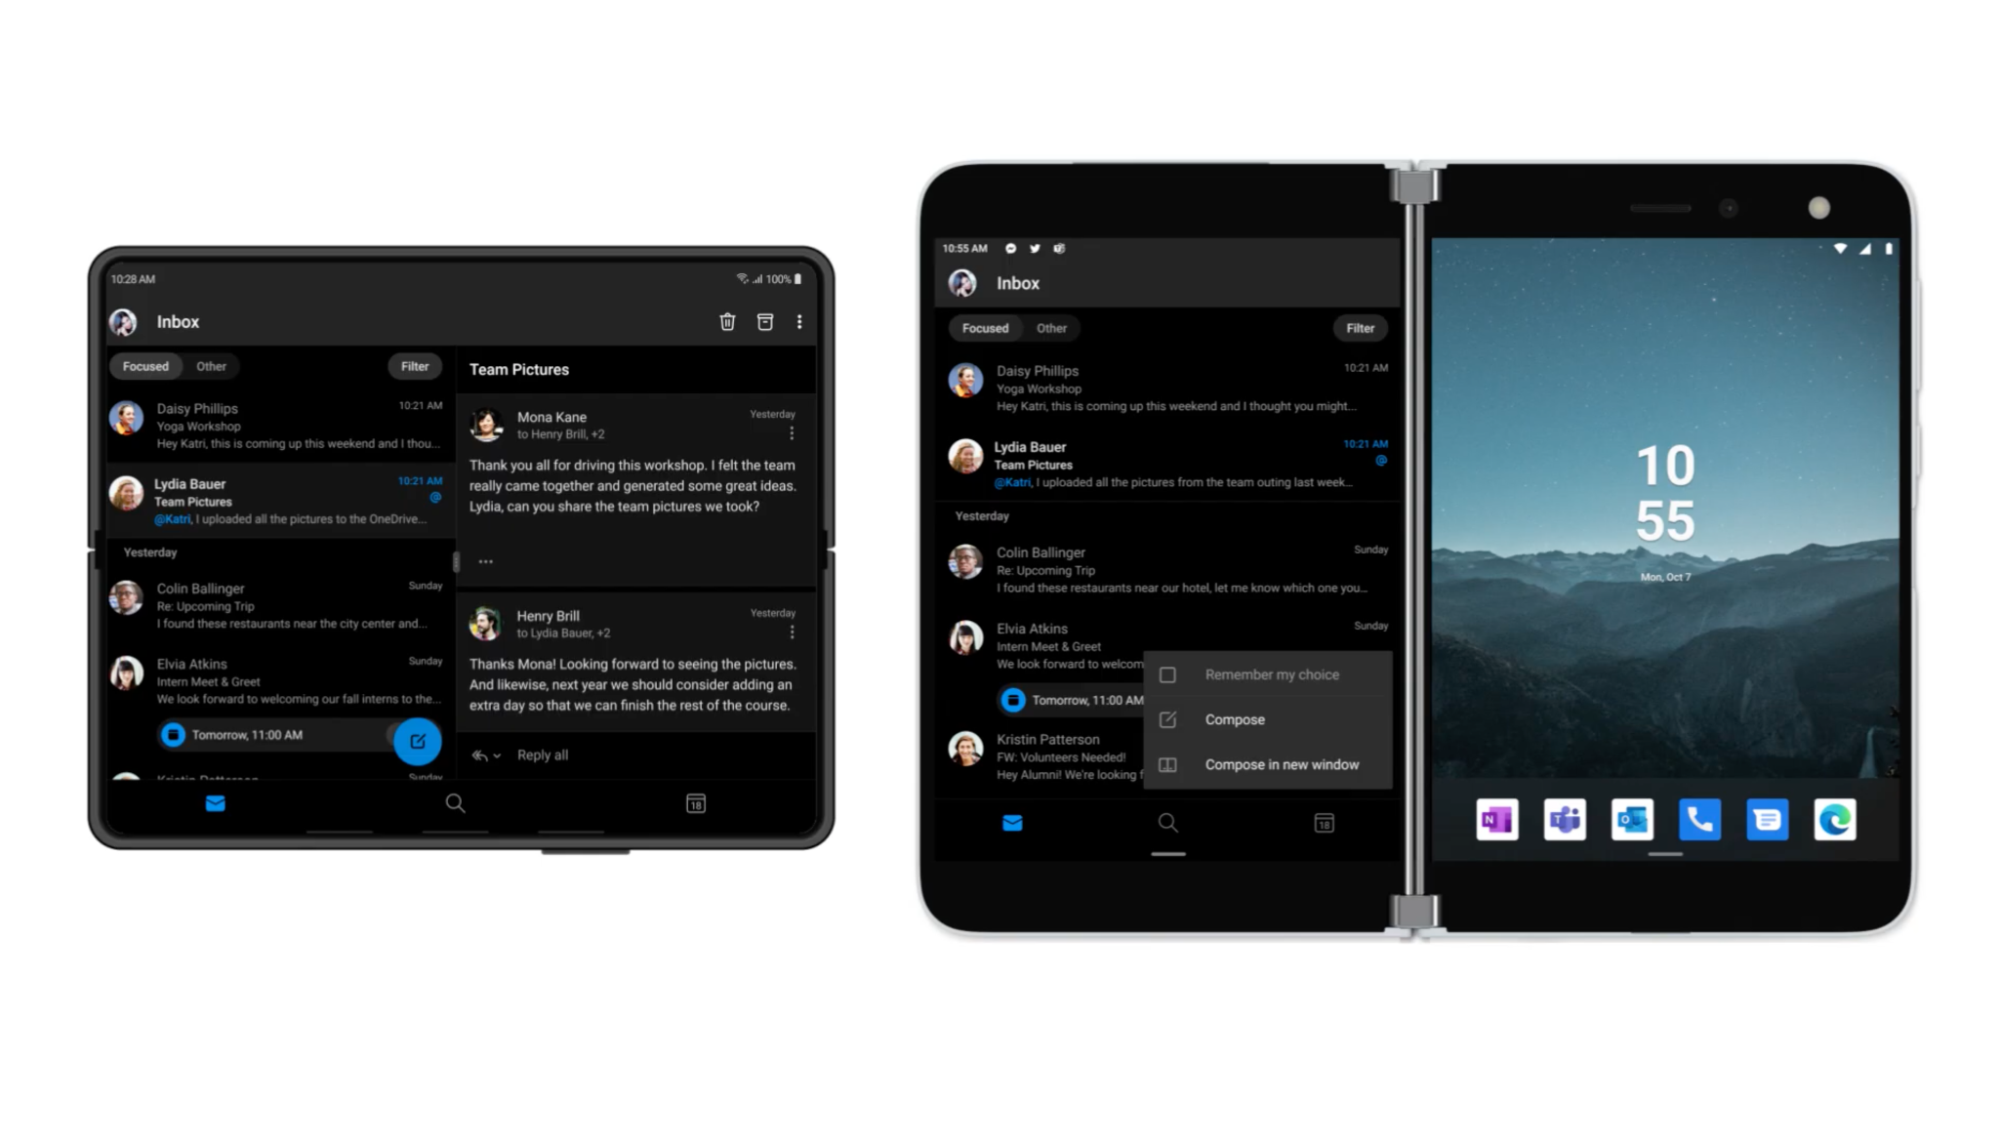 10:28 AM
100%
Inbox
Focused
Other
Filter
Daisy Phillips
10:21 AM
Yoga Workshop
Hey Katri, this is coming up this weekend and I thou...
Lydia Bauer
10:21 AM
Team Pictures
@
@Katri, I uploaded all the pictures to the OneDrive...
Yesterday
Colin Ballinger
Sunday
Re: Upcoming Trip
I found these restaurants near the city center and...
Elvia Atkins
Sunday
Intern Meet & Greet
We look forward to welcoming our fall interns to the...
Tomorrow, 11:00 AM
Kristin Patterson
Sunday
Team Pictures
Mona Kane
Yesterday
to Henry Brill, +2
Thank you all for driving this workshop. I felt the team
really came together and generated some great ideas.
Lydia, can you share the team pictures we took?
...
Henry Brill
Yesterday
to Lydia Bauer, +2
Thanks Mona! Looking forward to seeing the pictures.
And likewise, next year we should consider adding an
extra day so that we can finish the rest of the course.
Reply all
18
10:55 AM
Inbox
Focused
Other
Filter
Daisy Phillips
10:21 AM
Yoga Workshop
Hey Katri, this is coming up this weekend and I thought you might...
Lydia Bauer
10:21 AM
Team Pictures
@
@Katri, I uploaded all the pictures from the team outing last week...
Yesterday
Colin Ballinger
Sunday
Re: Upcoming Trip
I found these restaurants near our hotel, let me know which one you...
Elvia Atkins
Sunday
Intern Meet & Greet
We look forward to welcom
Tomorrow, 11:00 AM
Kristin Patterson
FW: Volunteers Needed!
Hey Alumni! We're looking f
Remember my choice
Compose
Compose in new window
18
10
55
Mon, Oct 7
N
T
O